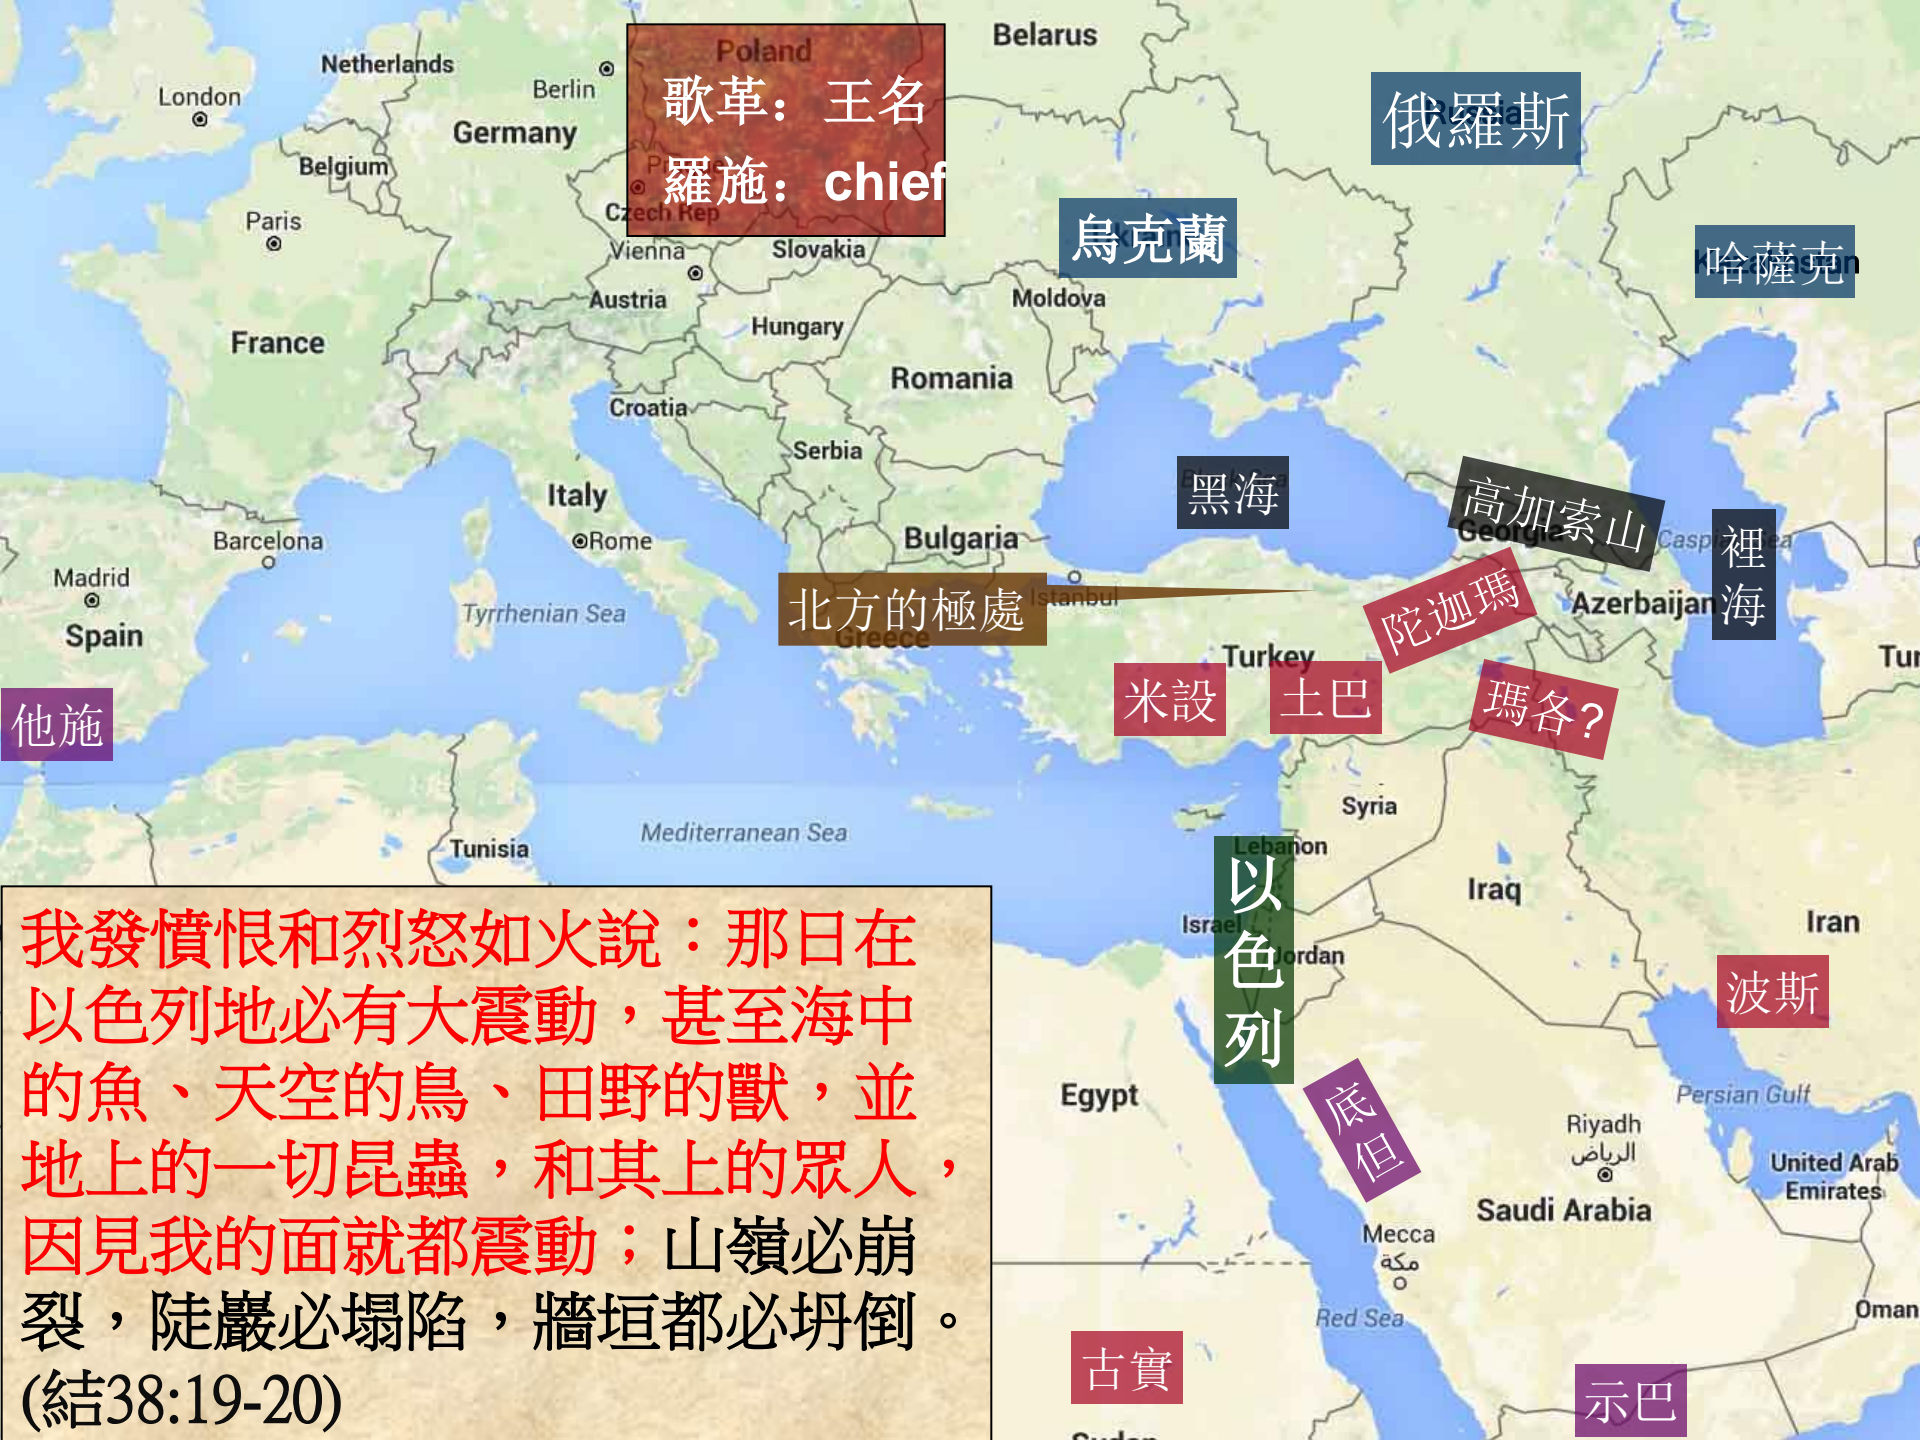 Belarus
Poland
Netherlands
Berlin
London
Germany
歌革：王名
羅施：chief
俄羅斯
Belgium
Paris
Czech Rep
Vienna
Slovakia
烏克蘭
哈薩克
Austria
Moldova
Hungary
France
Romania
Croatia
Serbia
Italy
黑海
高加索山
Georgia
Barcelona
Rome
Bulgaria
Caspian Sea
裡海
Madrid
Tyrrhenian Sea
北方的極處
Istanbul
Greece
陀迦瑪
Azerbaijan
Spain
Turkey
Tur
他施
米設
土巴
瑪各?
Syria
Mediterranean Sea
Tunisia
Lebanon
以色列
Iraq
Israel
Iran
Jordan
波斯
我發憤恨和烈怒如火說：那日在
以色列地必有大震動，甚至海中
的魚、天空的鳥、田野的獸，並
地上的一切昆蟲，和其上的眾人，
因見我的面就都震動；山嶺必崩
裂，陡巖必塌陷，牆垣都必坍倒。
(結38:19-20)
Egypt
底但
Persian Gulf
Riyadh
الرياض
United Arab
Emirates
Saudi Arabia
Mecca
مكة
Red Sea
Oman
古實
示巴